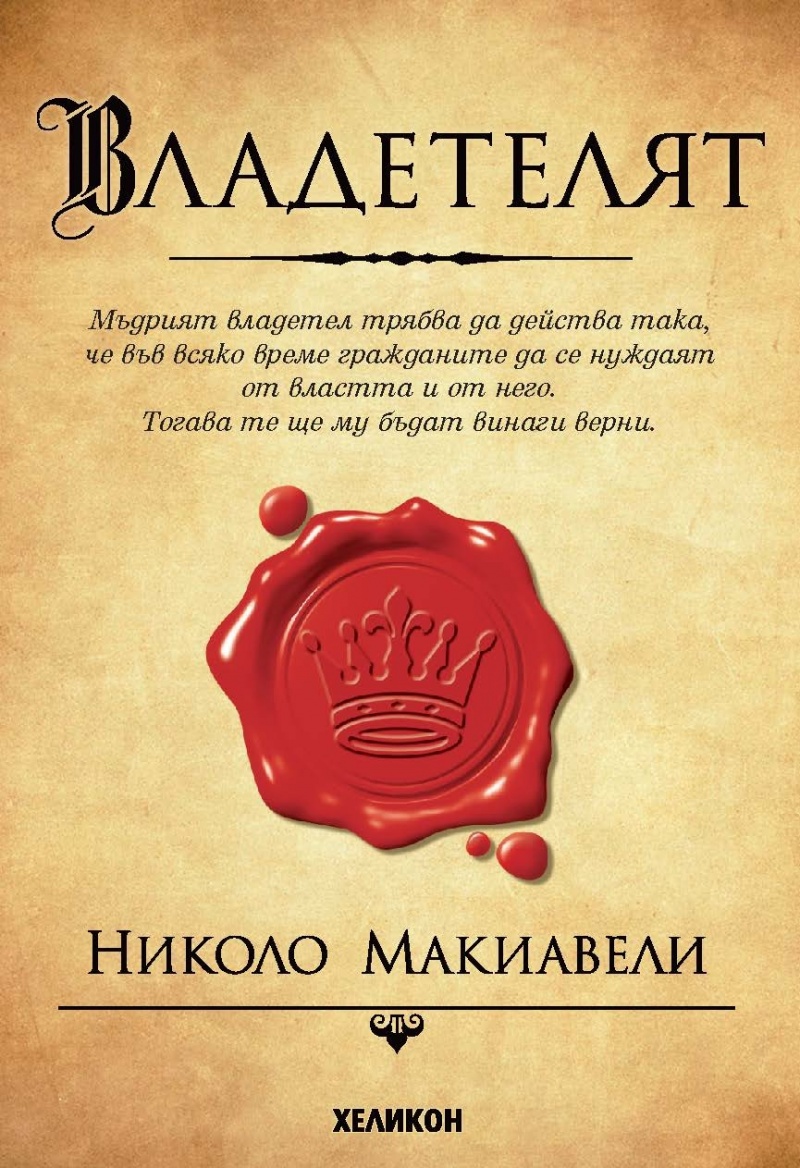 Владетелят
Мъдрият владетел трябва да действа така,
че във всяко време гражданите да се нуждаят
от властта и от него.
Тогава те ще му бъдат винаги верни.
Николо Макиавели
ХЕЛИКОН